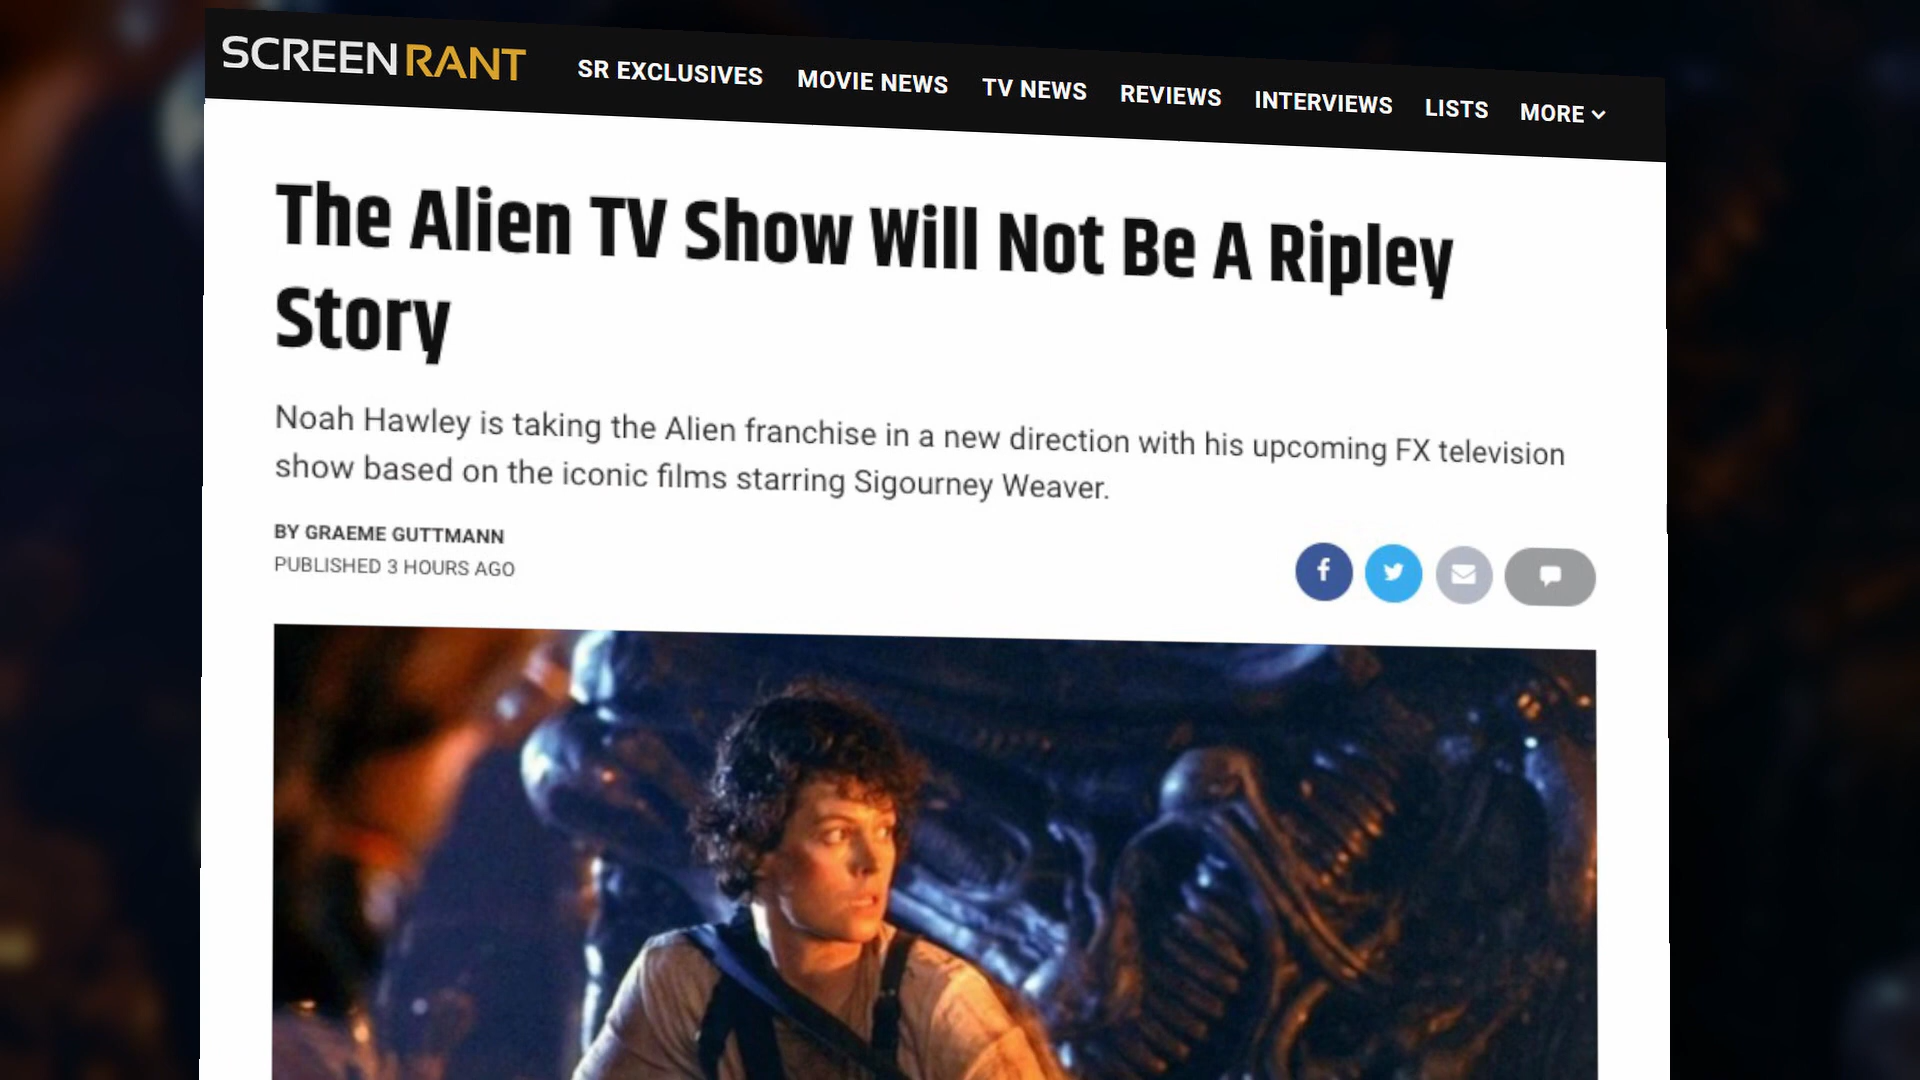 SCREENRANT SR EXCLUSIVES MOVIE NEWS TV NEWS REVIEWS INTERVIEWS LISTS MORE
The Alien TV Show Will Not Be A Ripley
Story
Noah Hawley is taking the Alien franchise in a new direction with his upcoming FX television
show based on the iconic films starring Sigourney Weaver.
BY GRAEME GUTTMANN
PUBLISHED 3 HOURS AGO